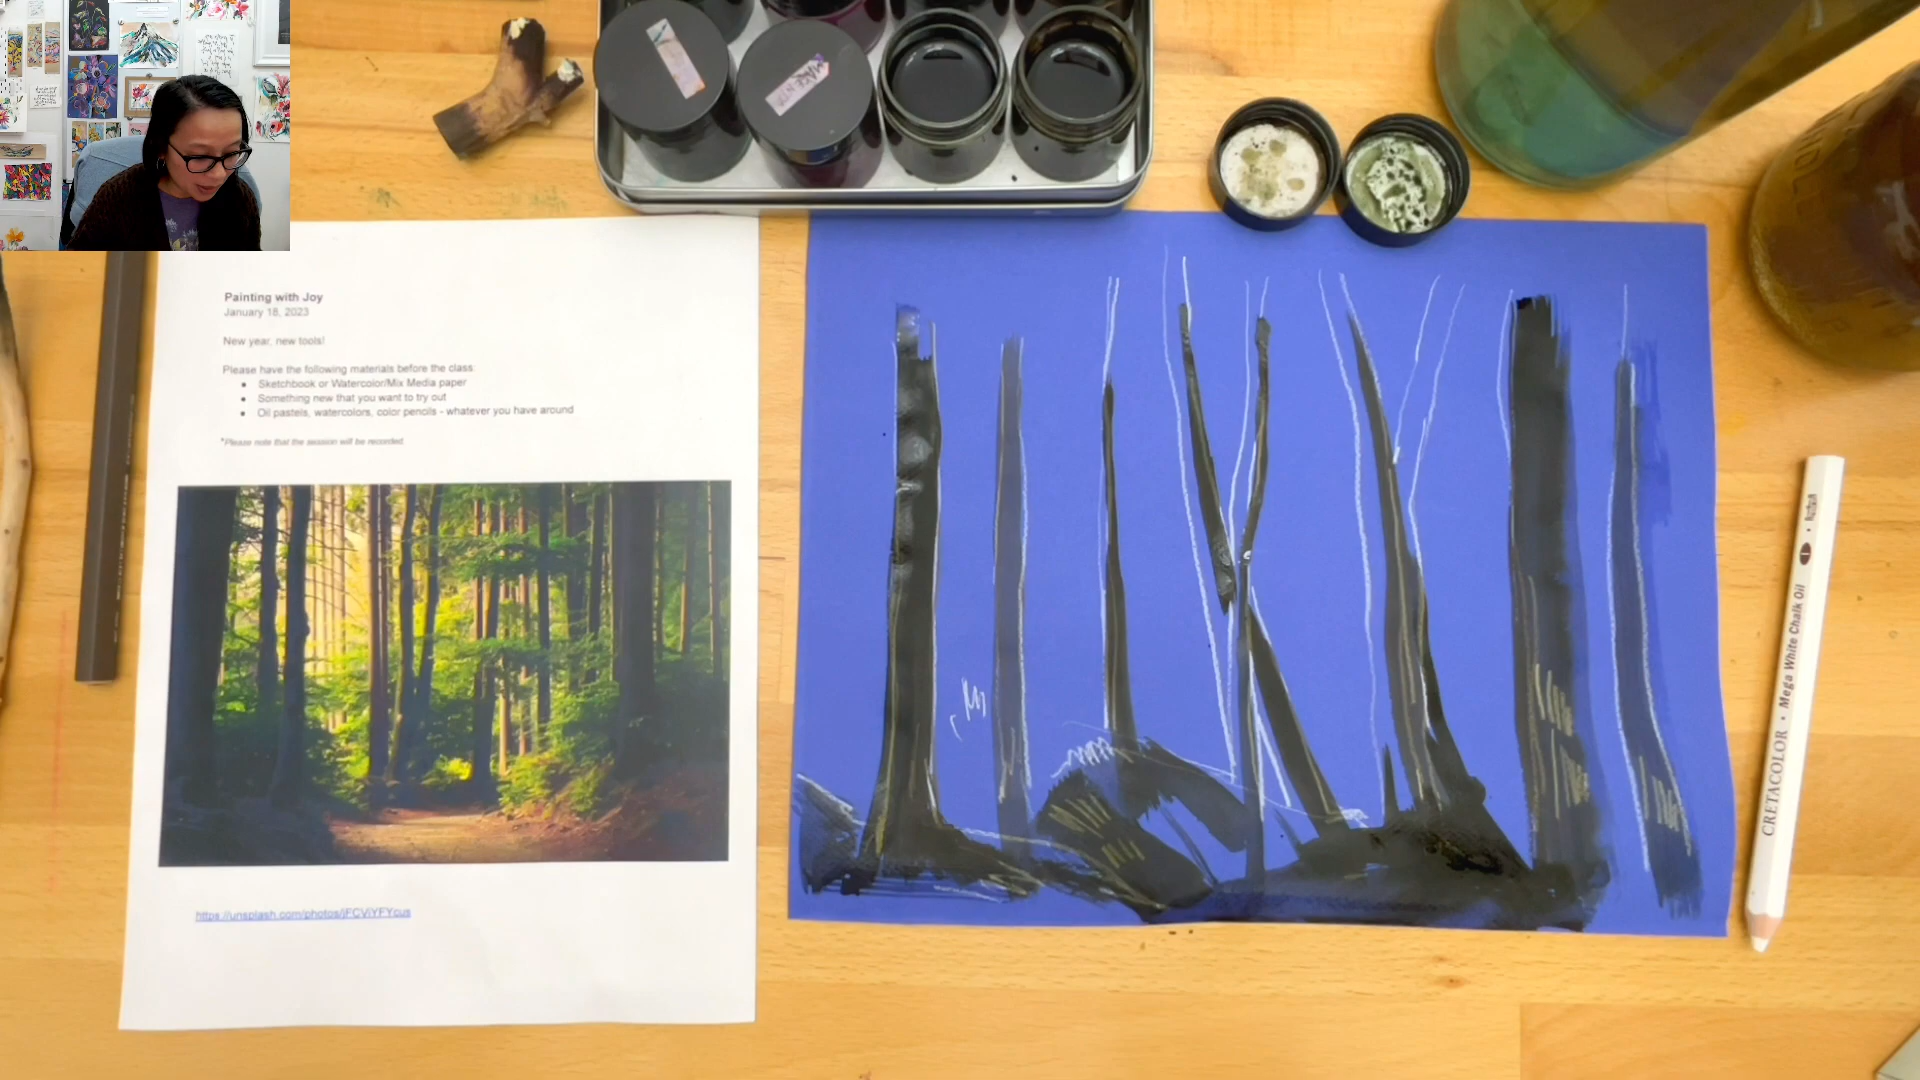 Painting with Joy
January 18, 2023
New year, new tools!
Please have the following materials before the class:
Sketchbook or Watercolor/Mix Media paper
Something new that you want to try out
Oil pastels, watercolors, color pencils - whatever you have around
*Please note that the session will be recorded.
MAGENTA
CRETACOLOR • Mega White Chalk Oil